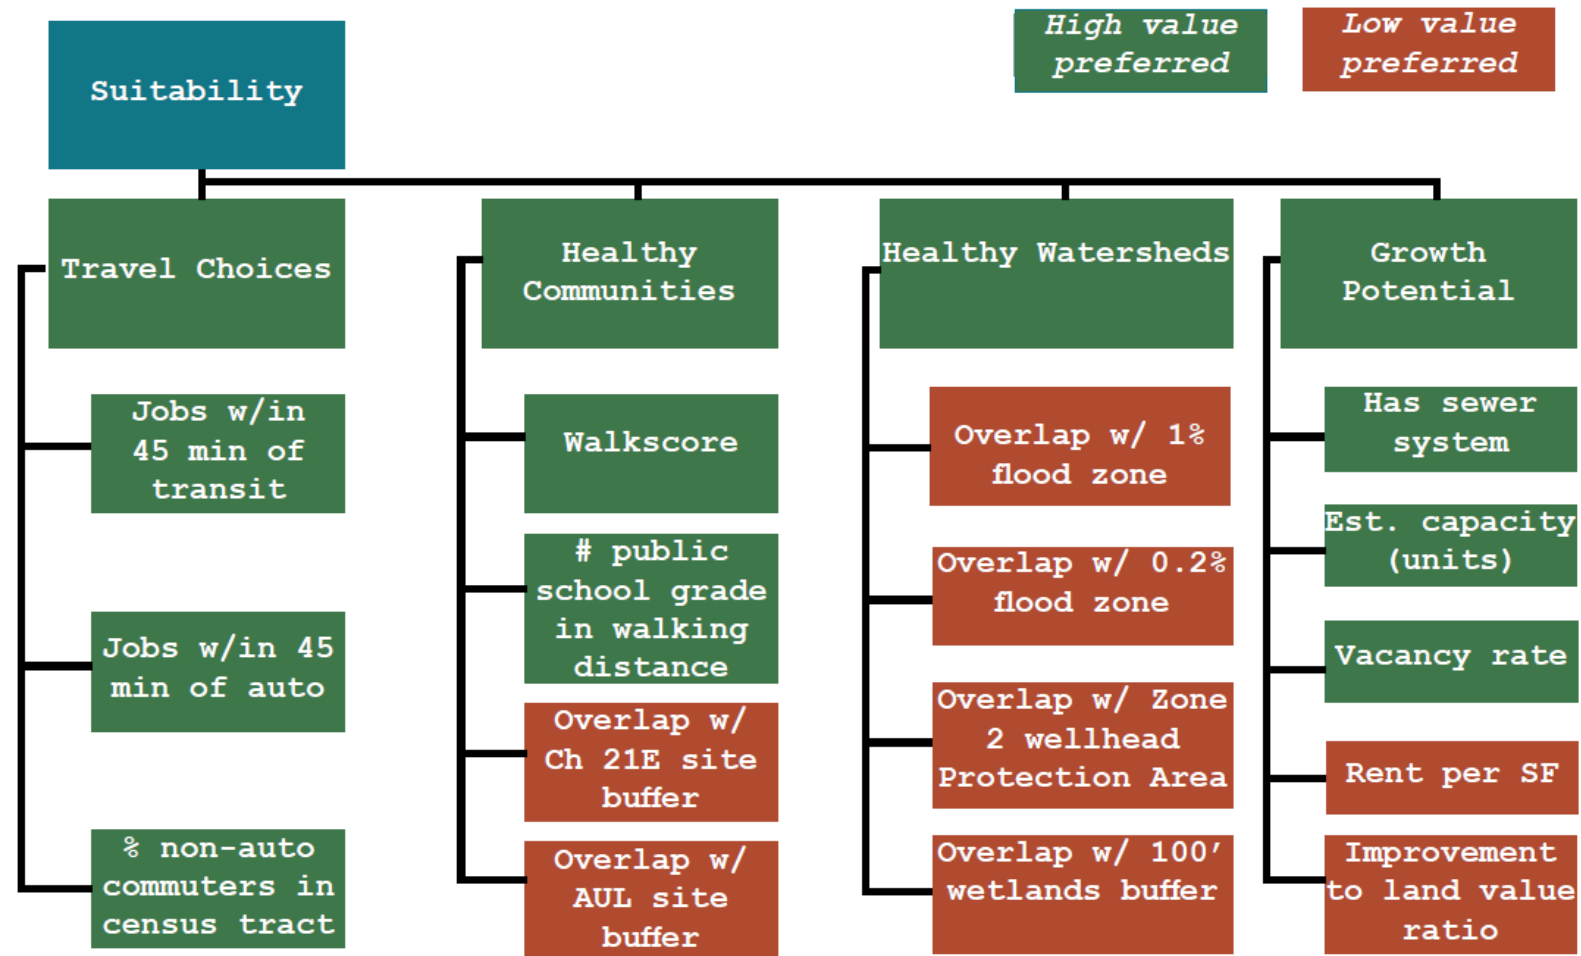 High value
preferred
Low value
preferred
Suitability
Travel Choices
Jobs w/in
45 min of
transit
Jobs w/in 45
min of auto
% non-auto
commuters in
census tract
Healthy
Communities
Walkscore
# public
school grade
in walking
distance
Overlap w/
Ch 21E site
buffer
Overlap w/
AUL site
buffer
Healthy Watersheds
Overlap w/ 1%
flood zone
Overlap w/ 0.2%
flood zone
Overlap w/ Zone
2 wellhead
Protection Area
Overlap w/ 100’
wetlands buffer
Growth
Potential
Has sewer
system
Est. capacity
(units)
Vacancy rate
Rent per SF
Improvement
to land value
ratio